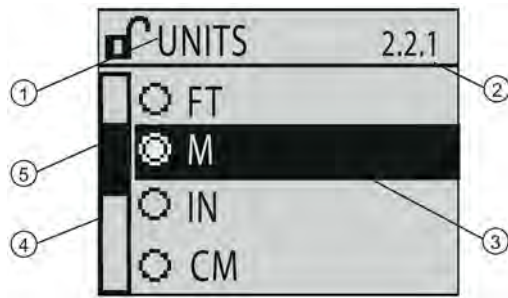 UNITS 2.2.1
① ②
FT
⑤ M
IN
④ ③
CM